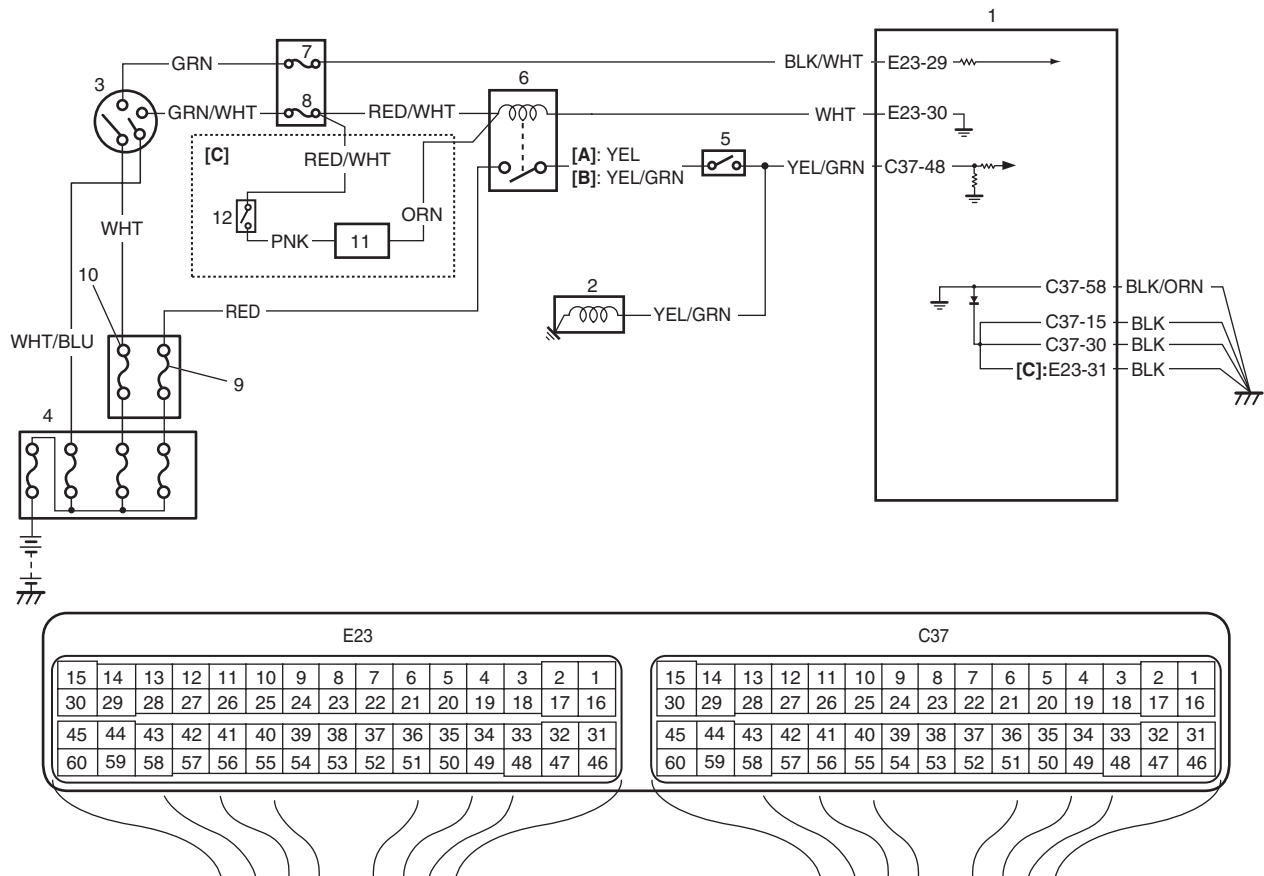 1
3
GRN
7
BLK/WHT
E23-29
6
GRN/WHT
8
RED/WHT
WHT
E23-30
[C]
RED/WHT
[A]: YEL
[B]: YEL/GRN
5
YEL/GRN
C37-48
12
ORN
PNK
11
WHT
10
2
YEL/GRN
RED
WHT/BLU
9
4
C37-58
BLK/ORN
C37-15
BLK
C37-30
BLK
[C]:E23-31
BLK
E23
15 14 13 12 11 10 9 8 7 6 5 4 3 2 1
30 29 28 27 26 25 24 23 22 21 20 19 18 17 16
45 44 43 42 41 40 39 38 37 36 35 34 33 32 31
60 59 58 57 56 55 54 53 52 51 50 49 48 47 46
C37
15 14 13 12 11 10 9 8 7 6 5 4 3 2 1
30 29 28 27 26 25 24 23 22 21 20 19 18 17 16
45 44 43 42 41 40 39 38 37 36 35 34 33 32 31
60 59 58 57 56 55 54 53 52 51 50 49 48 47 46